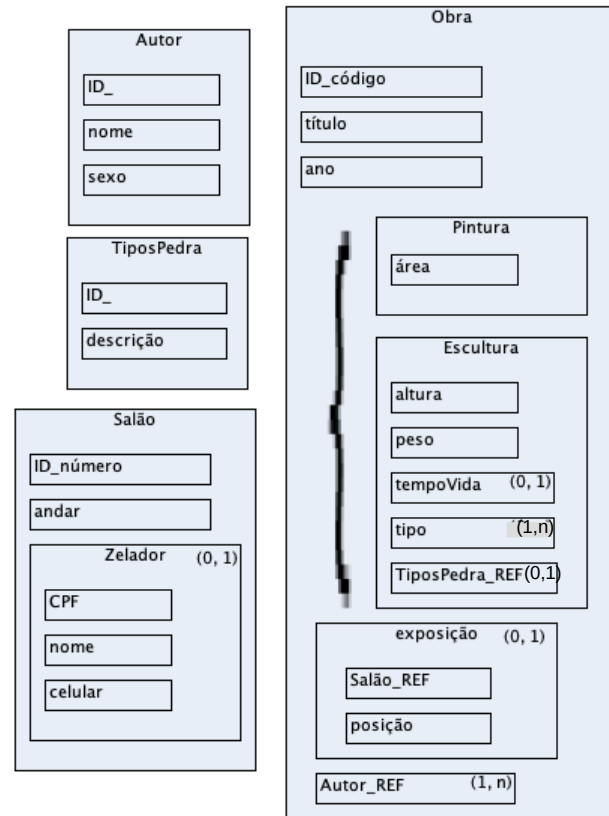 Autor
ID_
nome
sexo
TiposPedra
ID_
descrição
Salão
ID_número
andar
Zelador (0, 1)
CPF
nome
celular
Obra
ID_código
título
ano
Pintura
área
Escultura
altura
peso
tempoVida (0, 1)
tipo (1,n)
TiposPedra_REF(0,1)
exposição (0, 1)
Salão_REF
posição
Autor_REF (1, n)